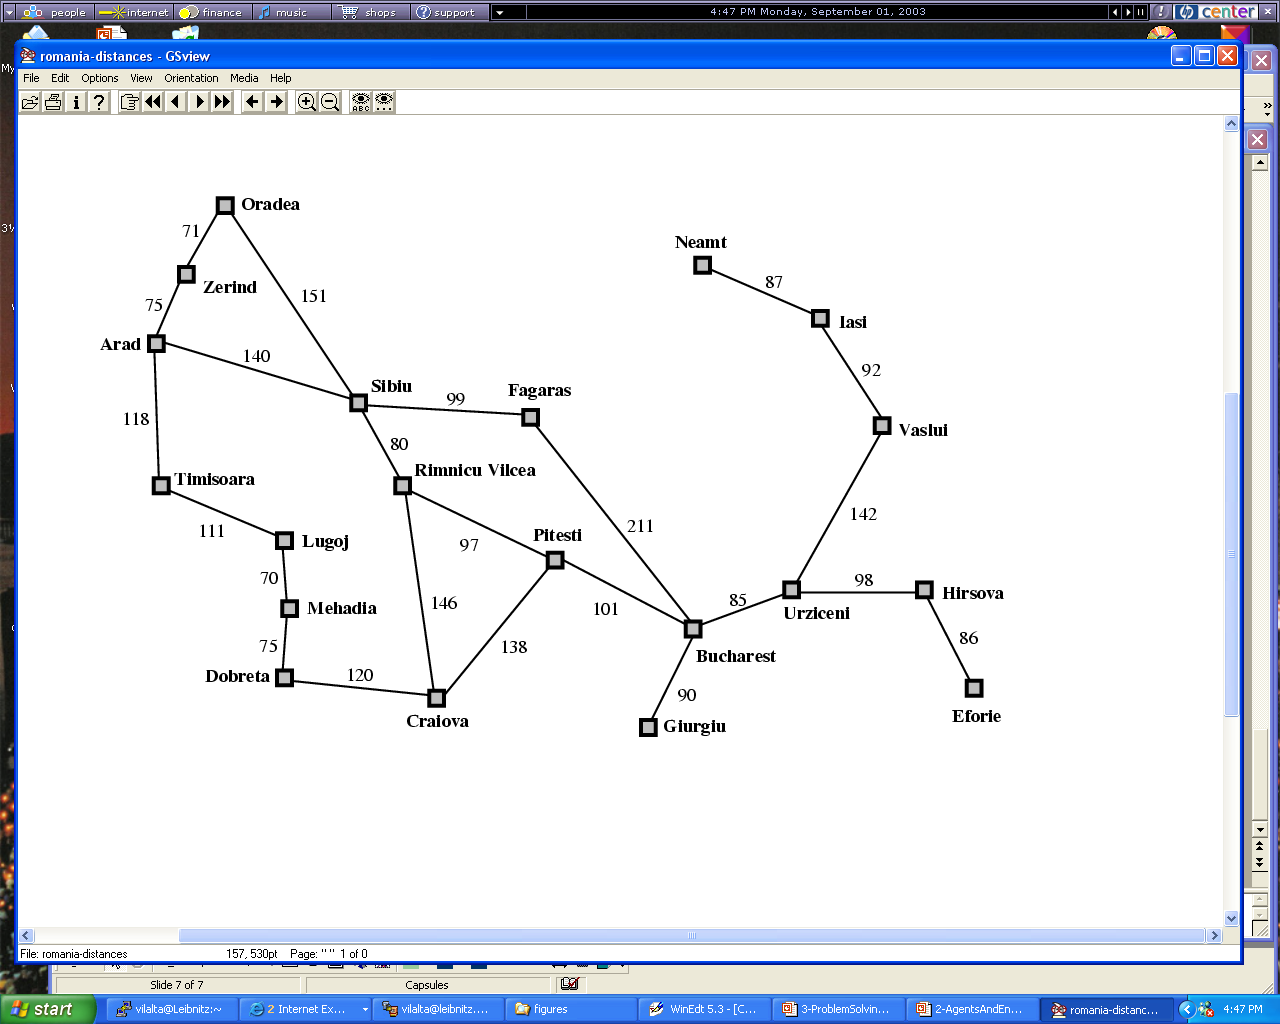 people internet finance music shops support 4:47 PM Monday, September 01, 2003 hp center
romania-distances - GSview
File Edit Options View Orientation Media Help
ABC
Oradea
71
Neamt
Zerind
87
75
151
Iasi
Arad
140
92
Sibiu
Fagaras
99
118
Vaslui
80
Rimnicu Vilcea
Timisoara
142
111
211
Pitesti
Lugoj
97
70
98
Hirsova
Mehadia
146
101
85
Urziceni
75
138
86
Bucharest
Dobreta
120
90
Craiova
Giurgiu
Eforie
File: romania-distances 157, 530pt Page: " " 1 of 0
Slide 7 of 7 Capsules
start vilalta@Leibnitz:~ 2 Internet Ex... vilalta@leibnitz.... figures WinEdt 5.3 - [C... 3-ProblemSolvin... 2-AgentsAndEn... romania-distanc... 4:47 PM